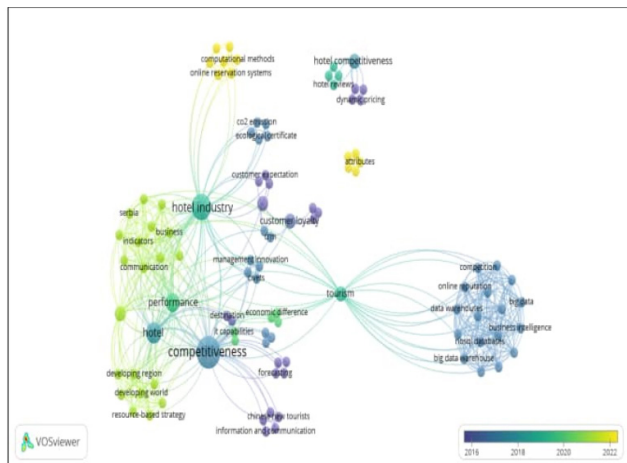 computational methods
online reservation systems
hotel competitiveness
hotel reviews
dynamic pricing
co2 emission
ecological certificate
attributes
customer expectation
hotel industry
serbia
business
customer loyalty
indicators
communication
management innovation
tourism
competition
online reputation
big data
data warehouses
business intelligence
nosql databases
big data warehouse
performance
destination
economic difference
hotel
it capabilities
competitiveness
developing region
forecasting
developing world
resource-based strategy
chinese new tourists
information and communication
VOSviewer
2016 2018 2020 2022